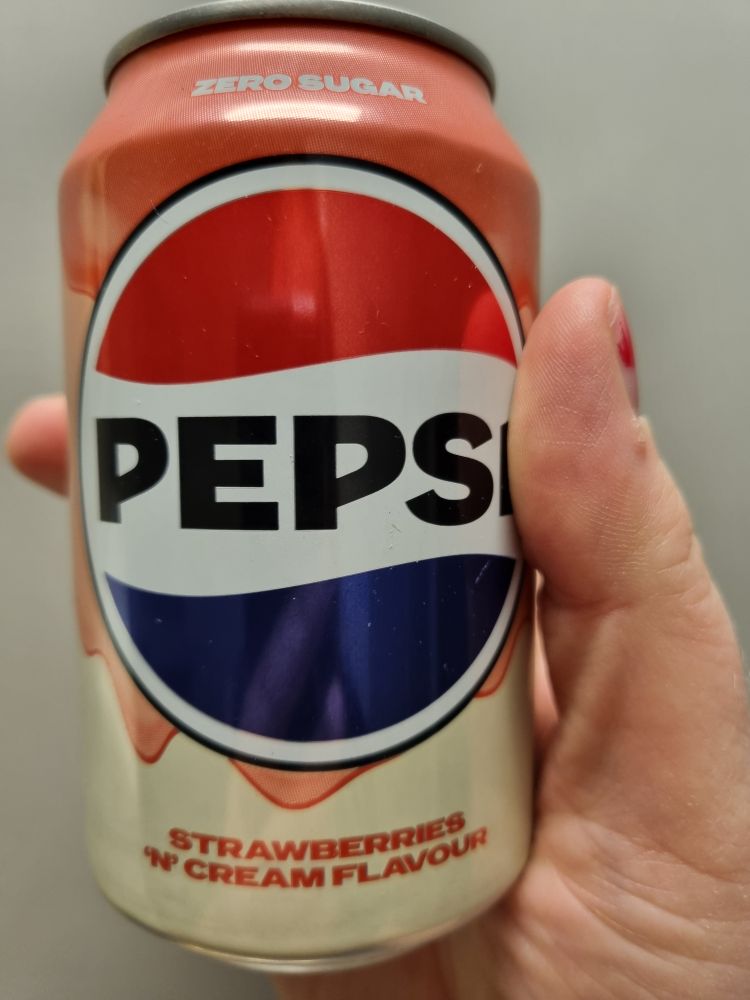 ZERO SUGAR
PEPSI
STRAWBERRIES
'N' CREAM FLAVOUR